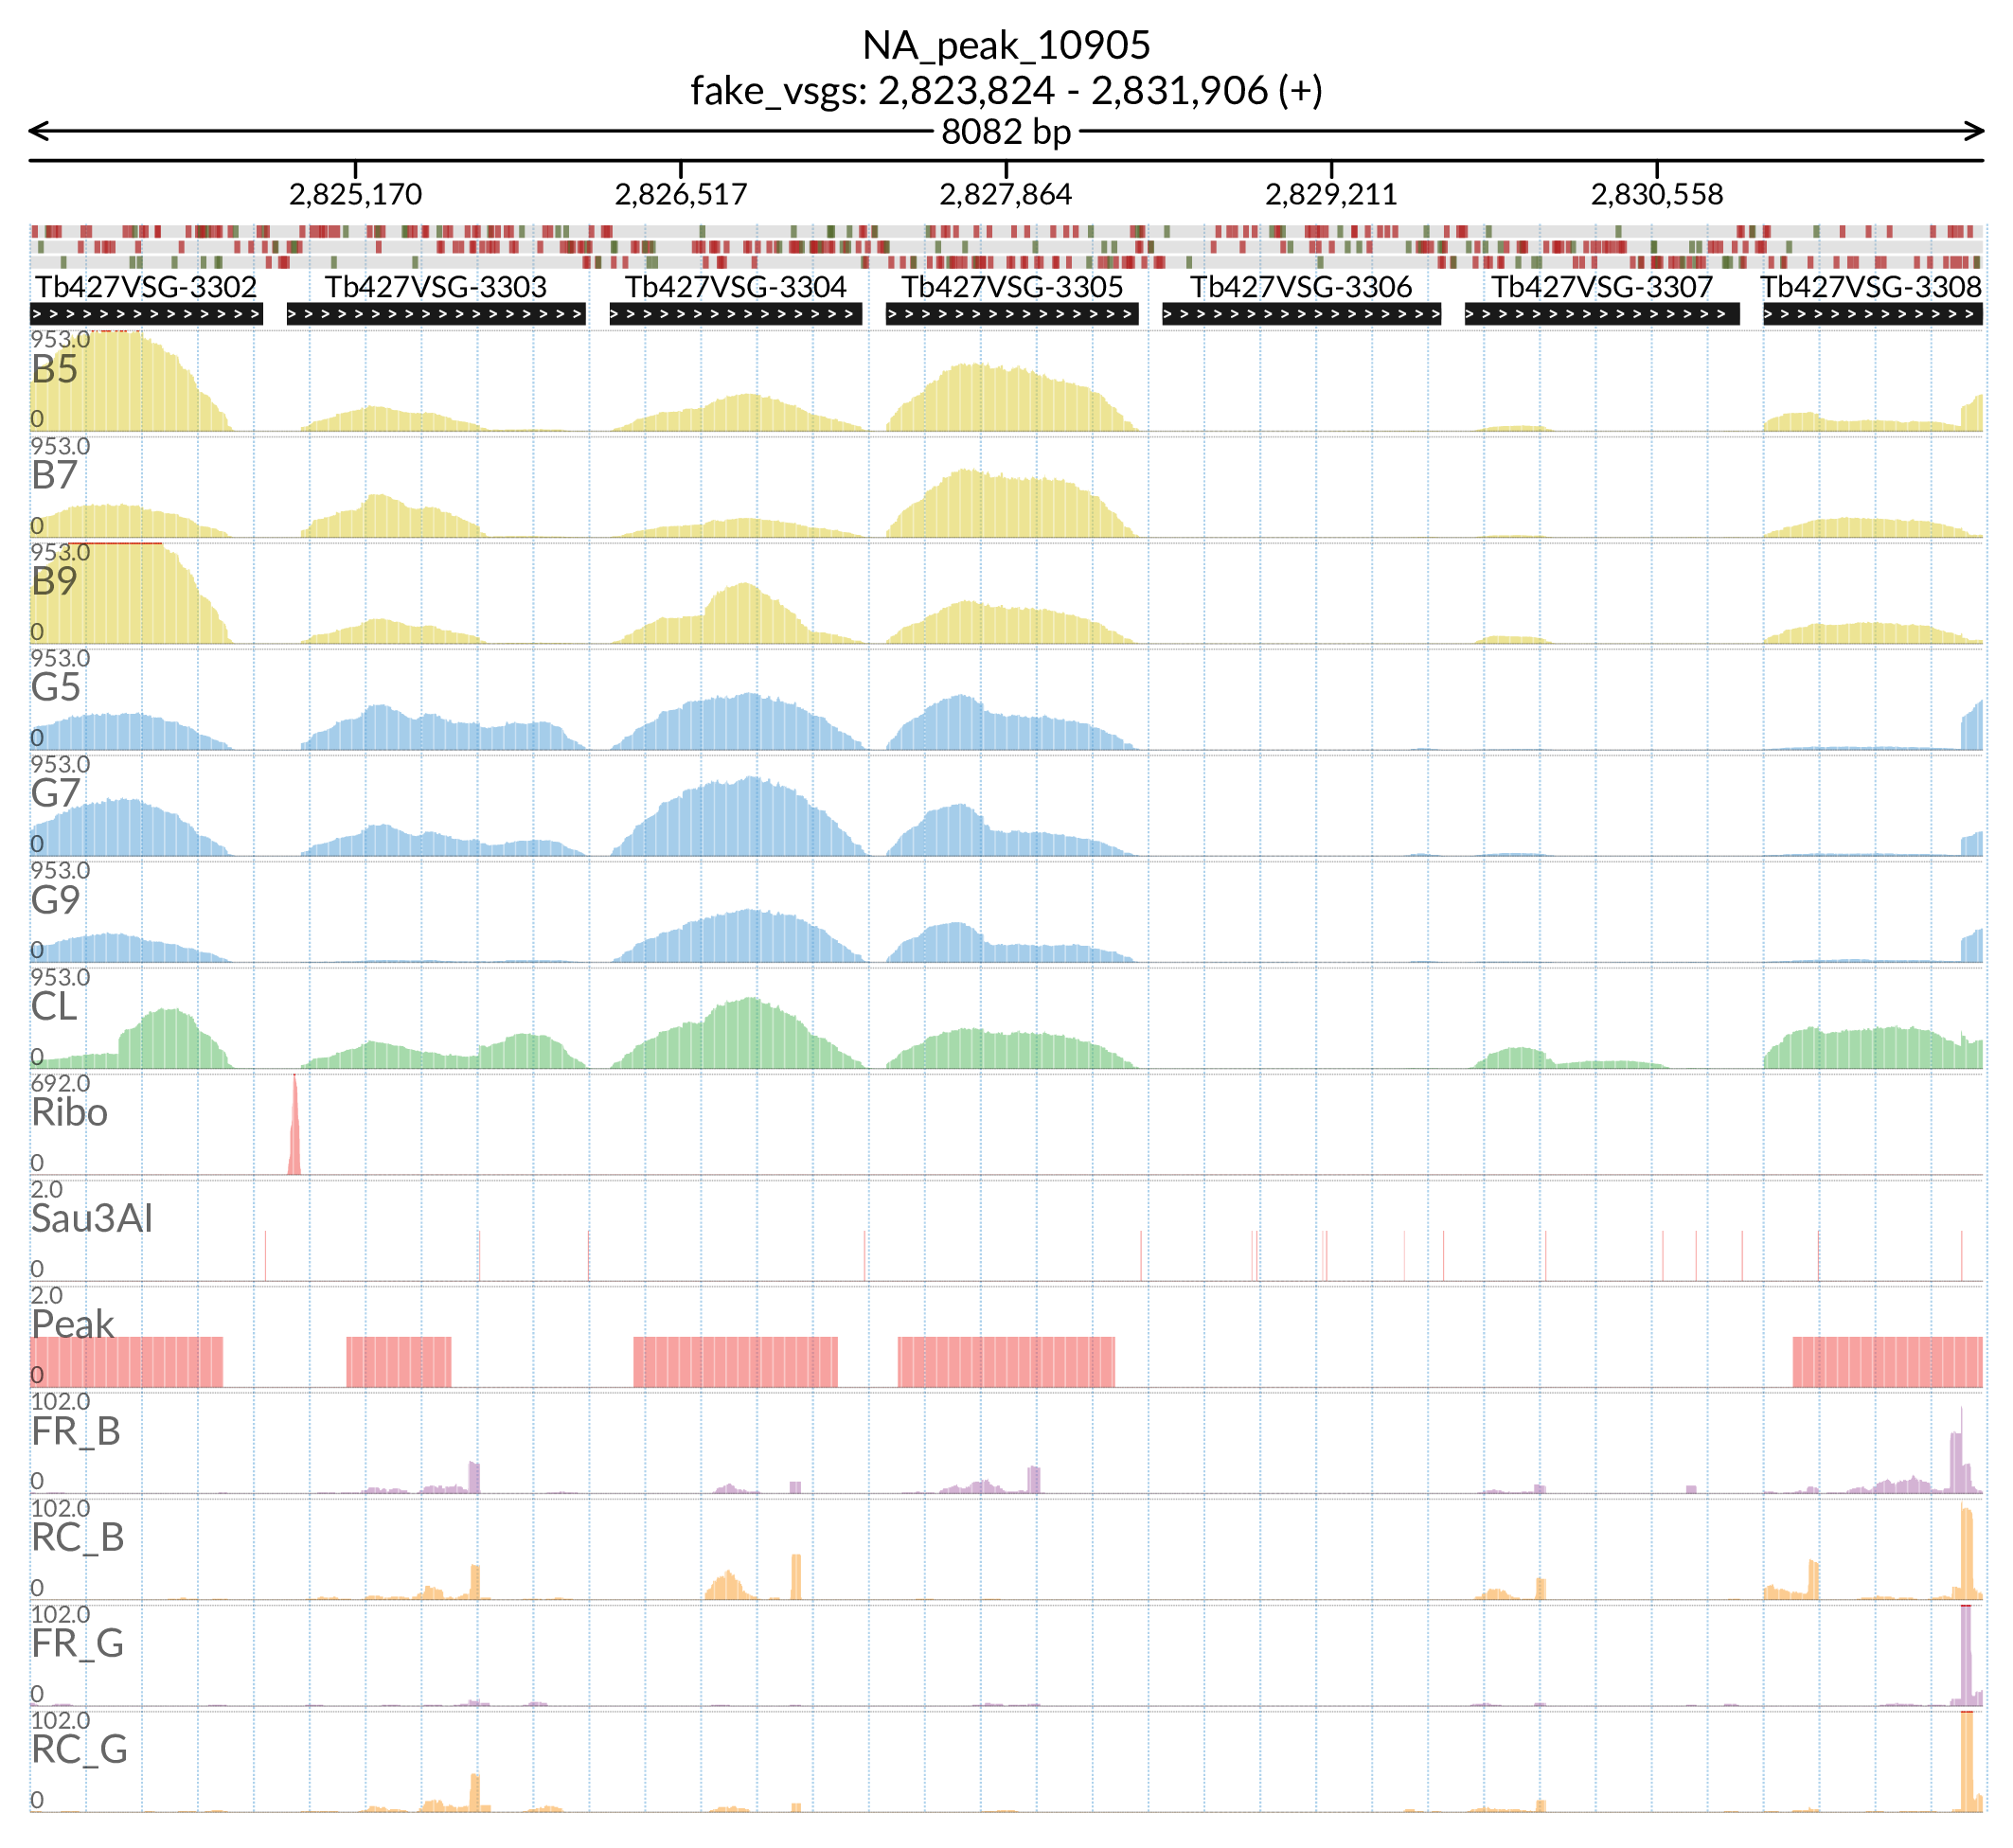 NA_peak_10905
fake_vsgs: 2,823,824 - 2,831,906 (+)
8082 bp
2,825,170 2,826,517 2,827,864 2,829,211 2,830,558
Tb427VSG-3302 Tb427VSG-3303 Tb427VSG-3304 Tb427VSG-3305 Tb427VSG-3306 Tb427VSG-3307 Tb427VSG-3308
953.0
B5
0
953.0
B7
0
953.0
B9
0
953.0
G5
0
953.0
G7
0
953.0
G9
0
953.0
CL
0
692.0
Ribo
0
2.0
Sau3AI
0
2.0
Peak
0
102.0
FR_B
0
102.0
RC_B
0
102.0
FR_G
0
102.0
RC_G
0